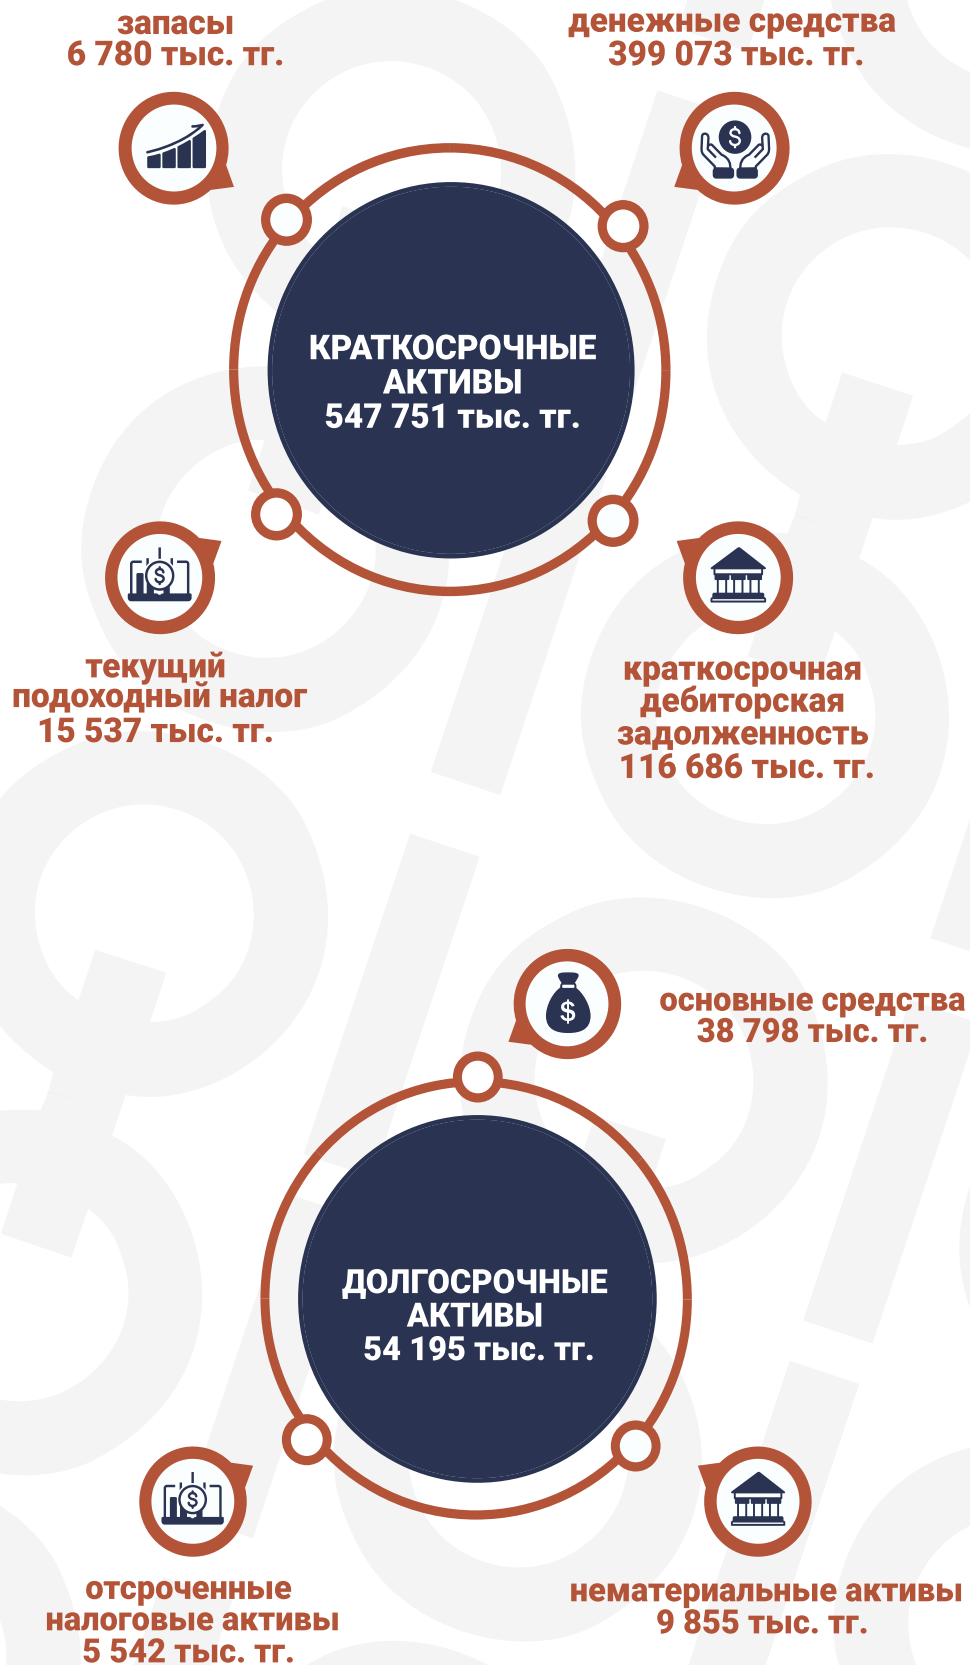 запасы
6 780 тыс. тг.
денежные средства
399 073 тыс. тг.
КРАТКОСРОЧНЫЕ
АКТИВЫ
547 751 тыс. тг.
текущий
подоходный налог
15 537 тыс. тг.
краткосрочная
дебиторская
задолженность
116 686 тыс. тг.
основные средства
38 798 тыс. тг.
ДОЛГОСРОЧНЫЕ
АКТИВЫ
54 195 тыс. тг.
отсроченные
налоговые активы
5 542 тыс. тг.
нематериальные активы
9 855 тыс. тг.